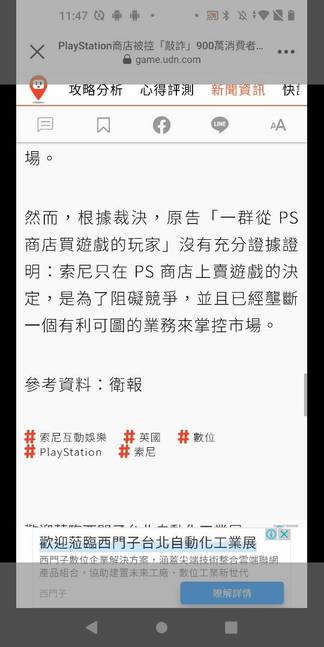 11:47
PlayStation商店被控「敲詐」900萬消費者...
game.udn.com
攻略分析 心得評測 新聞資訊
LINE
AA
場。
然而，根據裁決，原告「一群從 PS
商店買遊戲的玩家」沒有充分證據證
明：索尼只在 PS 商店上賣遊戲的決
定，是為了阻礙競爭，並且已經壟斷
一個有利可圖的業務來掌控市場。
參考資料：衛報
# 索尼互動娛樂 # 英國 # 數位
# PlayStation # 索尼
歡迎蒞臨西門子台北自動化工業展
西門子數位企業解決方案，涵蓋尖端技術整合雲端聯網
產品組合，協助建置未來工廠、數位工業新世代
西門子
瞭解詳情